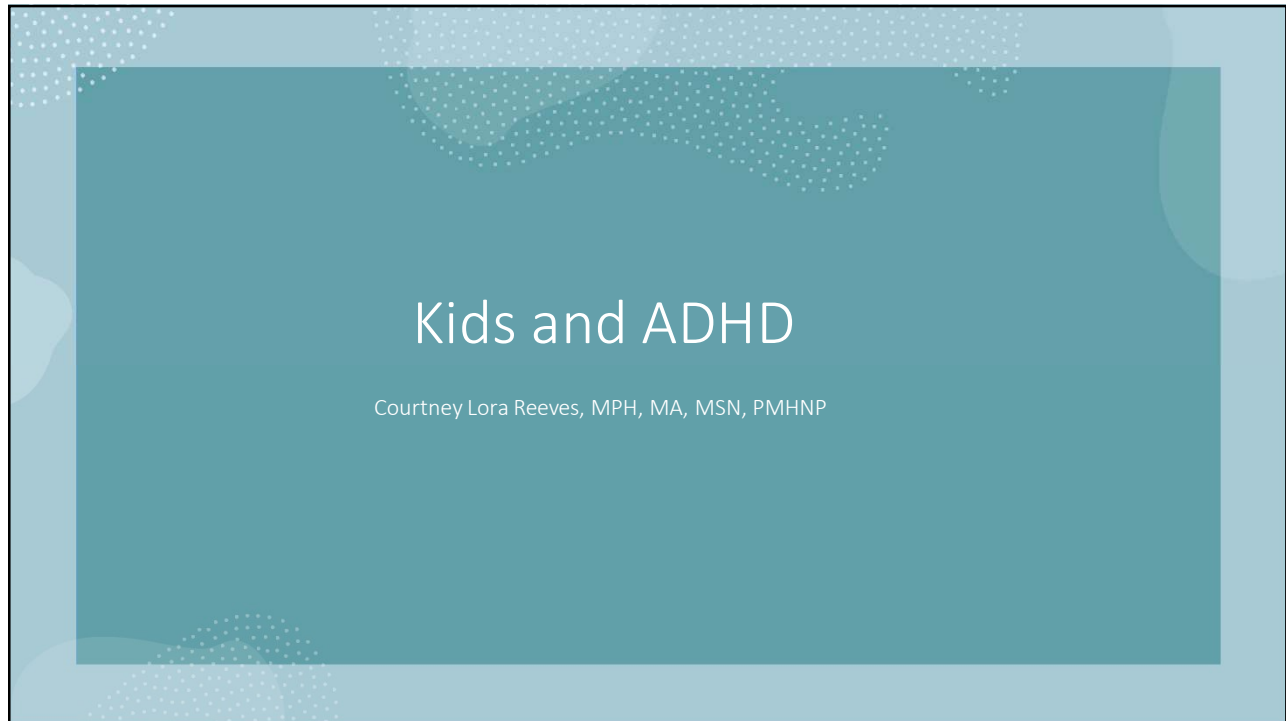 Kids and ADHD
Courtney Lora Reeves, MPH, MA, MSN, PMHNP